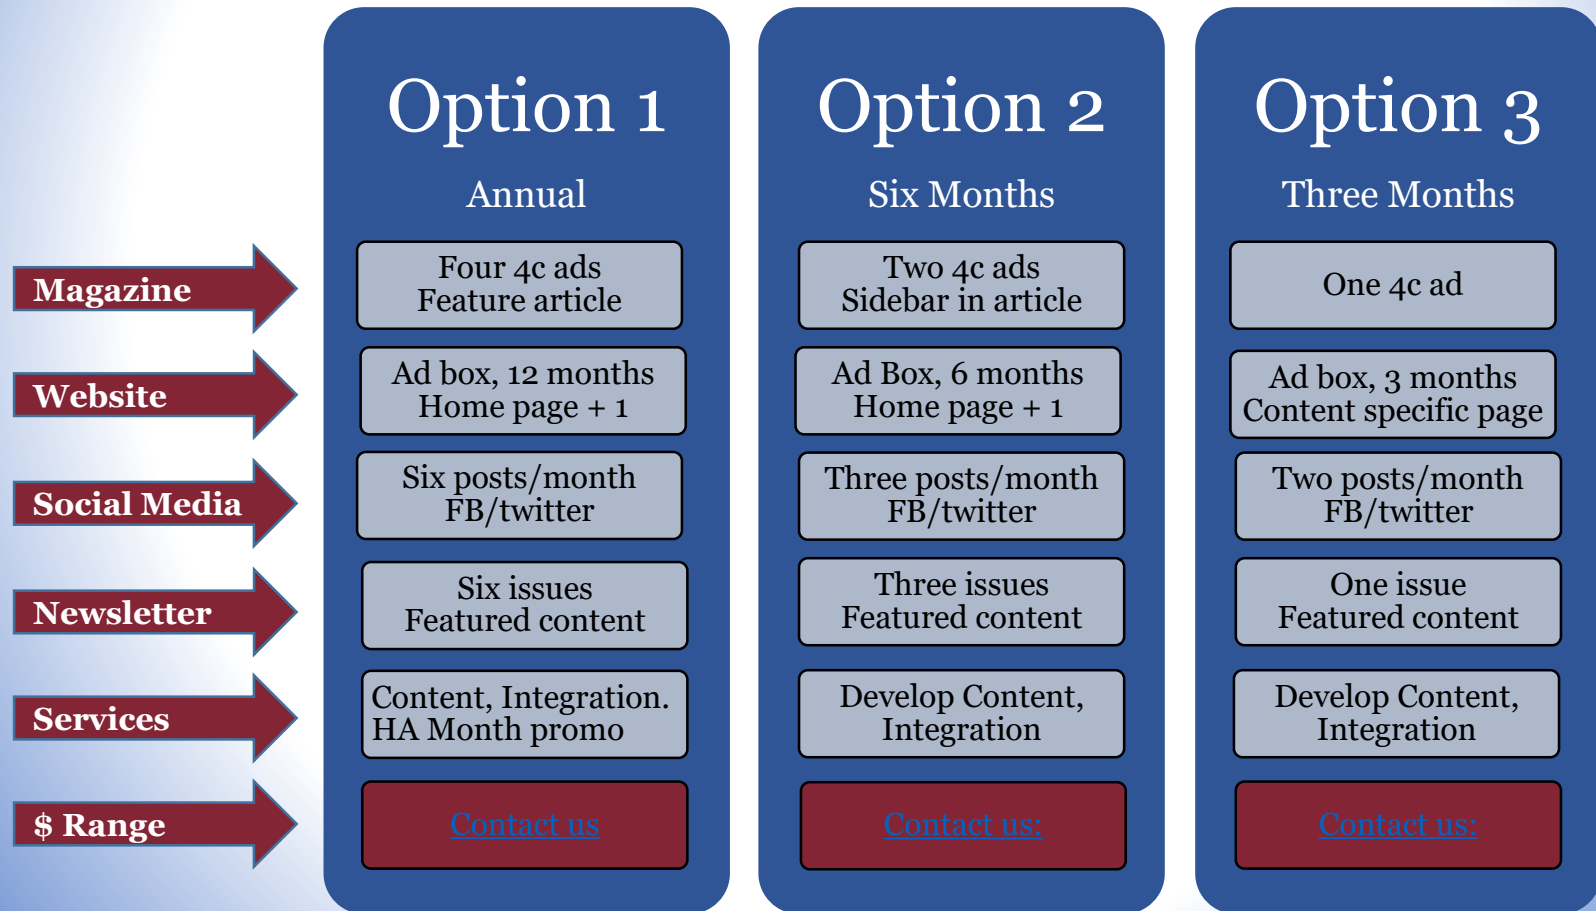 Option 1
Option 2
Option 3
Annual
Six Months
Three Months
Magazine
Four 4c ads
Feature article
Two 4c ads
Sidebar in article
One 4c ad
Website
Ad box, 12 months
Home page + 1
Ad Box, 6 months
Home page + 1
Ad box, 3 months
Content specific page
Social Media
Six posts/month
FB/twitter
Three posts/month
FB/twitter
Two posts/month
FB/twitter
Newsletter
Six issues
Featured content
Three issues
Featured content
One issue
Featured content
Services
Content, Integration.
HA Month promo
Develop Content,
Integration
Develop Content,
Integration
$ Range
Contact us
Contact us:
Contact us: